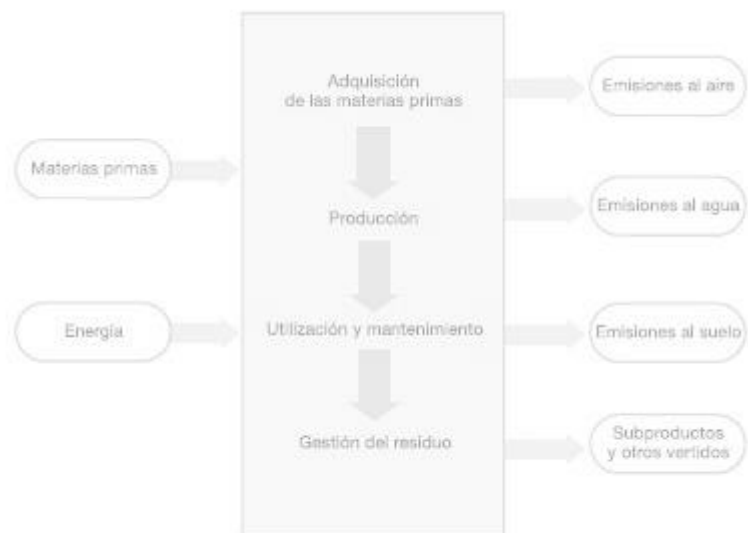 Materias primas
Energía
Adquisición
de las materias primas
Producción
Utilización y mantenimiento
Gestión del residuo
Emisiones al aire
Emisiones al agua
Emisiones al suelo
Subproductos
y otros vertidos